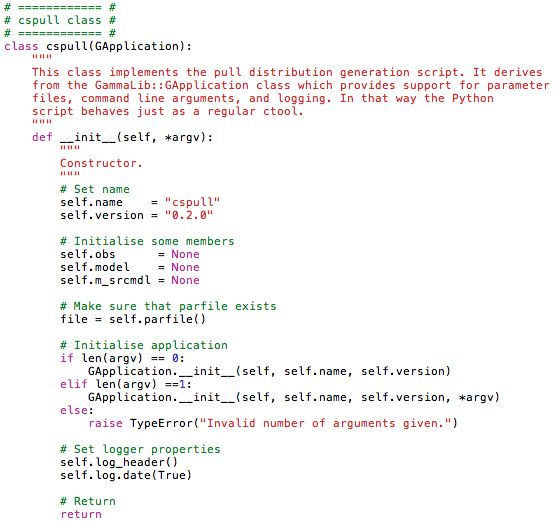 # ============ #
# cspull class #
# ============ #
class cspull(GApplication):
    """
    This class implements the pull distribution generation script. It derives
    from the GammaLib::GApplication class which provides support for parameter
    files, command line arguments, and logging. In that way the Python
    script behaves just as a regular ctool.
    """
    def __init__(self, *argv):
        """
        Constructor.
        """
        # Set name
        self.name    = "cspull"
        self.version = "0.2.0"

        # Initialise some members
        self.obs      = None
        self.model    = None
        self.m_srcmdl = None

        # Make sure that parfile exists
        file = self.parfile()

        # Initialise application
        if len(argv) == 0:
            GApplication.__init__(self, self.name, self.version)
        elif len(argv) ==1:
            GApplication.__init__(self, self.name, self.version, *argv)
        else:
            raise TypeError("Invalid number of arguments given.")

        # Set logger properties
        self.log_header()
        self.log.date(True)

        # Return
        return